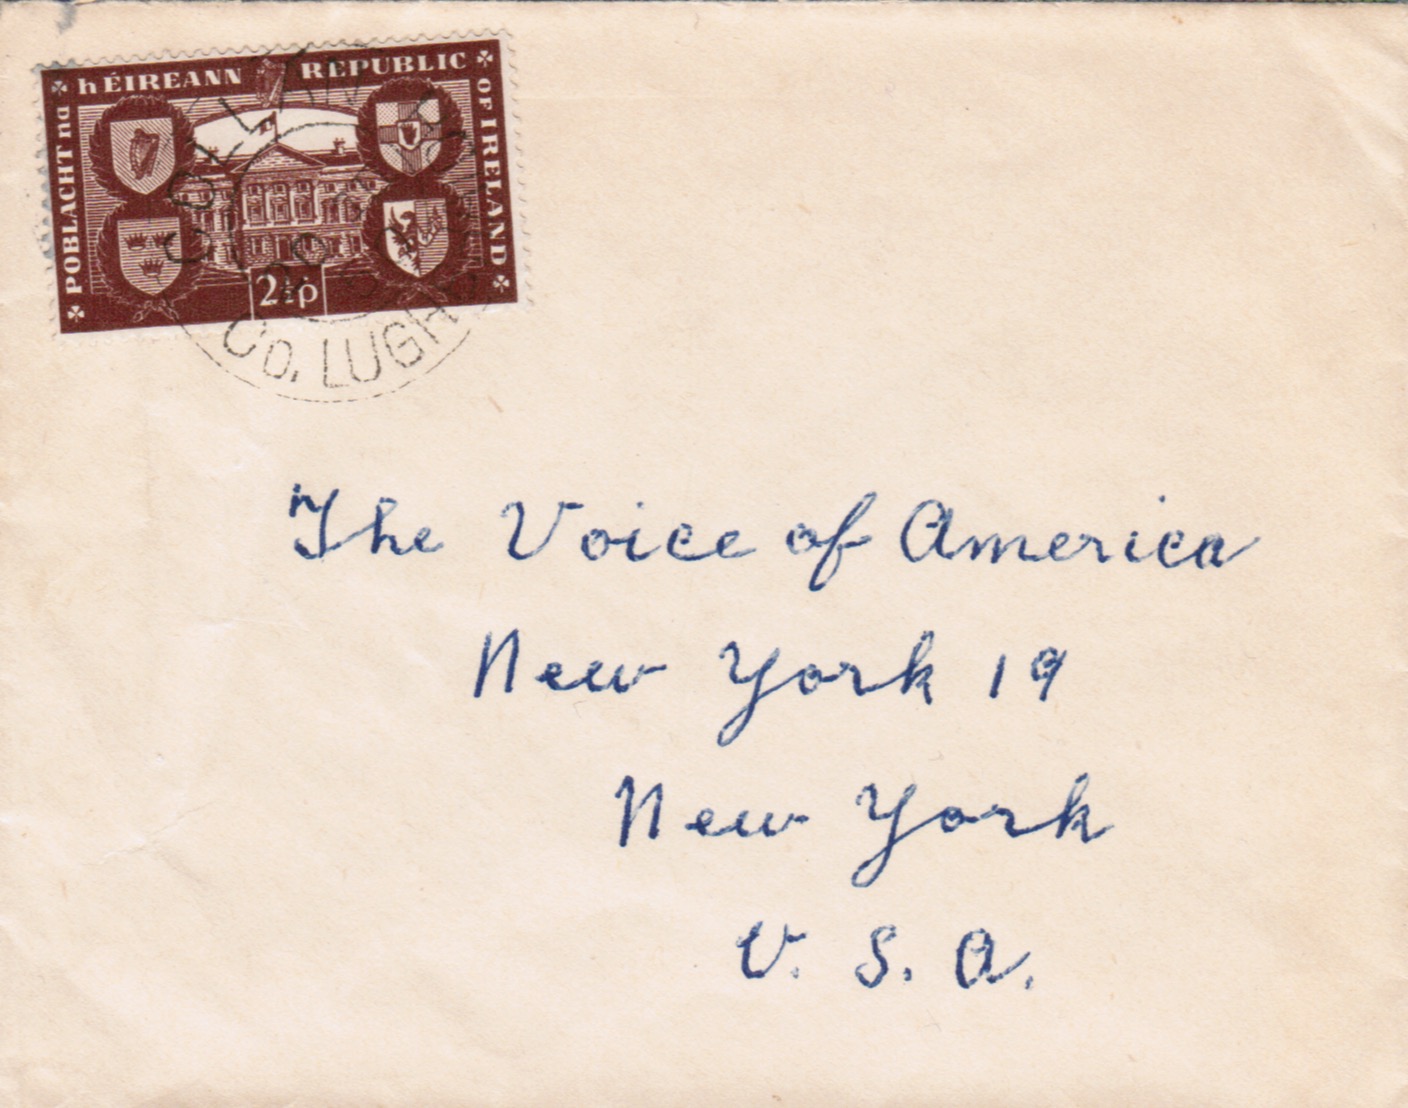 POBLACHT na hÉIREANN
REPUBLIC OF IRELAND
2½p
CO. LUGH
The Voice of America
New York 19
New York
U. S. A.